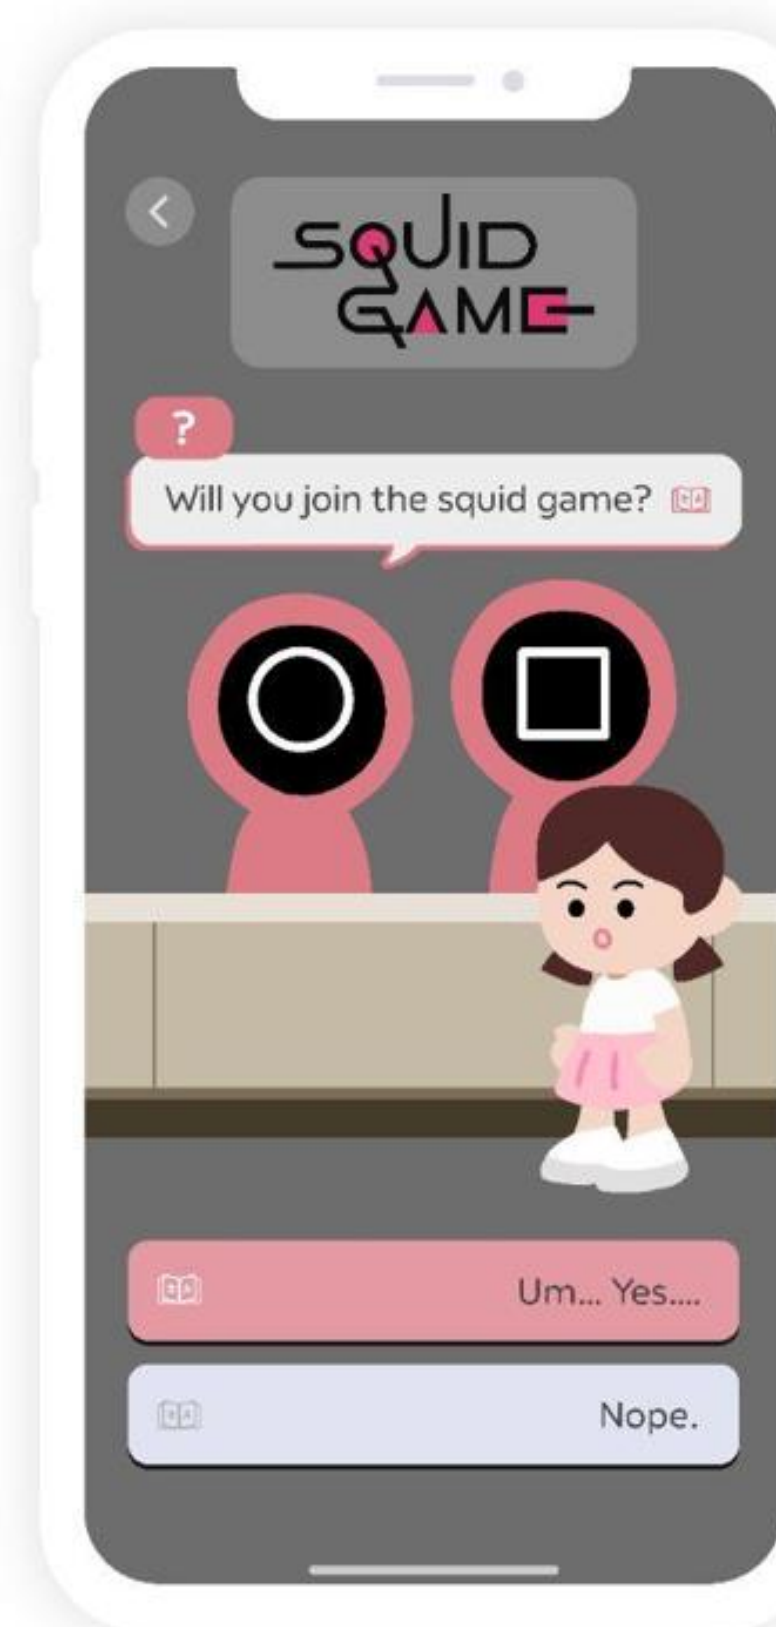 SQUID
GAME
?
Will you join the squid game?
Um... Yes....
Nope.